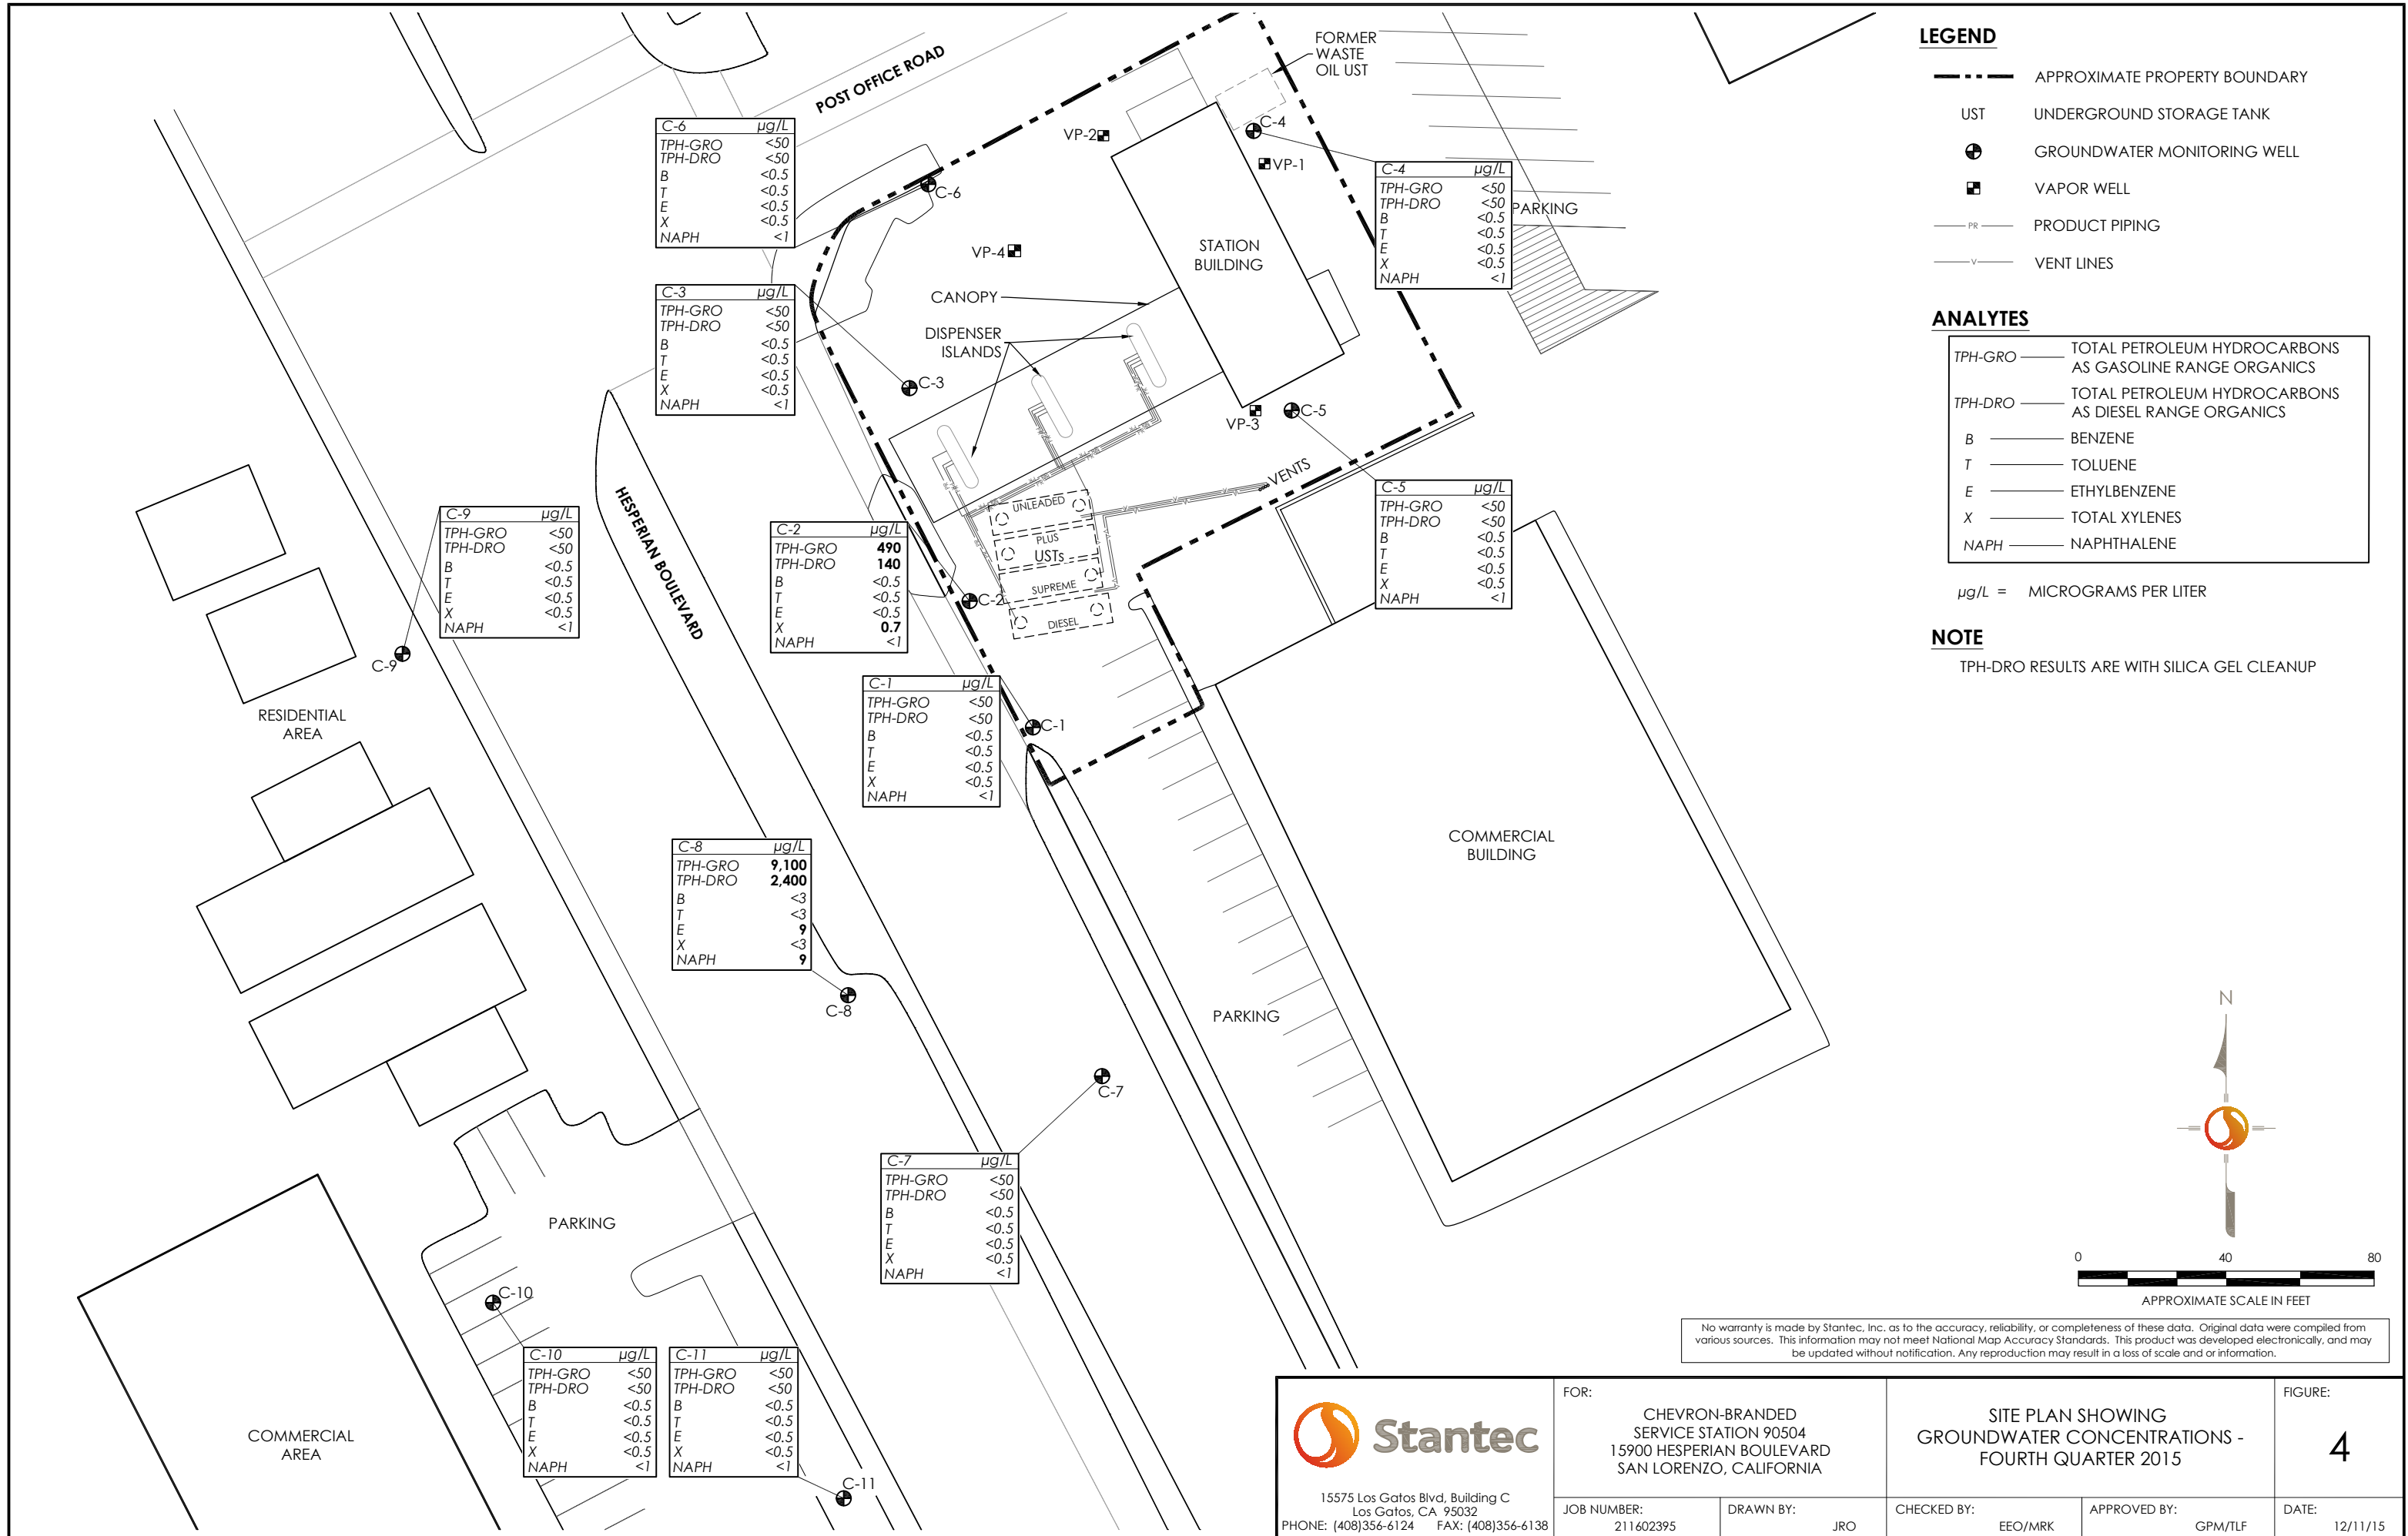 POST OFFICE ROAD
FORMER
WASTE
OIL UST
C-6 µg/L
TPH-GRO <50
TPH-DRO <50
B <0.5
T <0.5
E <0.5
X <0.5
NAPH <1
VP-2
C-4
VP-1
C-6
C-4 µg/L
TPH-GRO <50
TPH-DRO <50
B <0.5
T <0.5
E <0.5
X <0.5
NAPH <1
PARKING
VP-4
STATION
BUILDING
CANOPY
DISPENSER
ISLANDS
C-3 µg/L
TPH-GRO <50
TPH-DRO <50
B <0.5
T <0.5
E <0.5
X <0.5
NAPH <1
C-3
VP-3
C-5
VENTS
UNLEADED
PLUS
USTs
SUPREME
DIESEL
HESPERIAN BOULEVARD
C-9 µg/L
TPH-GRO <50
TPH-DRO <50
B <0.5
T <0.5
E <0.5
X <0.5
NAPH <1
C-9
C-2 µg/L
TPH-GRO 490
TPH-DRO 140
B <0.5
T <0.5
E <0.5
X 0.7
NAPH <1
C-2
C-5 µg/L
TPH-GRO <50
TPH-DRO <50
B <0.5
T <0.5
E <0.5
X <0.5
NAPH <1
RESIDENTIAL
AREA
C-1 µg/L
TPH-GRO <50
TPH-DRO <50
B <0.5
T <0.5
E <0.5
X <0.5
NAPH <1
C-1
C-8 µg/L
TPH-GRO 9,100
TPH-DRO 2,400
B <3
T <3
E 9
X <3
NAPH 9
C-8
COMMERCIAL
BUILDING
PARKING
C-7
C-7 µg/L
TPH-GRO <50
TPH-DRO <50
B <0.5
T <0.5
E <0.5
X <0.5
NAPH <1
PARKING
C-10
C-10 µg/L
TPH-GRO <50
TPH-DRO <50
B <0.5
T <0.5
E <0.5
X <0.5
NAPH <1
C-11 µg/L
TPH-GRO <50
TPH-DRO <50
B <0.5
T <0.5
E <0.5
X <0.5
NAPH <1
C-11
COMMERCIAL
AREA
LEGEND
APPROXIMATE PROPERTY BOUNDARY
UST UNDERGROUND STORAGE TANK
GROUNDWATER MONITORING WELL
VAPOR WELL
PR PRODUCT PIPING
V VENT LINES
ANALYTES
TPH-GRO TOTAL PETROLEUM HYDROCARBONS
AS GASOLINE RANGE ORGANICS
TPH-DRO TOTAL PETROLEUM HYDROCARBONS
AS DIESEL RANGE ORGANICS
B BENZENE
T TOLUENE
E ETHYLBENZENE
X TOTAL XYLENES
NAPH NAPHTHALENE
µg/L = MICROGRAMS PER LITER
NOTE
TPH-DRO RESULTS ARE WITH SILICA GEL CLEANUP
N
0 40 80
APPROXIMATE SCALE IN FEET
No warranty is made by Stantec, Inc. as to the accuracy, reliability, or completeness of these data. Original data were compiled from
various sources. This information may not meet National Map Accuracy Standards. This product was developed electronically, and may
be updated without notification. Any reproduction may result in a loss of scale and or information.
Stantec
15575 Los Gatos Blvd, Building C
Los Gatos, CA 95032
PHONE: (408)356-6124 FAX: (408)356-6138
FOR:
CHEVRON-BRANDED
SERVICE STATION 90504
15900 HESPERIAN BOULEVARD
SAN LORENZO, CALIFORNIA
SITE PLAN SHOWING
GROUNDWATER CONCENTRATIONS -
FOURTH QUARTER 2015
FIGURE:
4
JOB NUMBER:
211602395
DRAWN BY:
JRO
CHECKED BY:
EEO/MRK
APPROVED BY:
GPM/TLF
DATE:
12/11/15